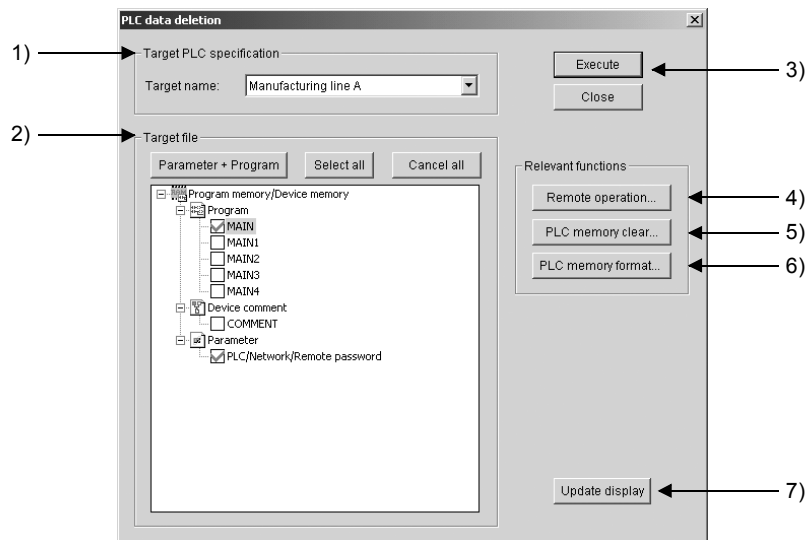 PLC data deletion
1)
Target PLC specification
Target name: Manufacturing line A
Execute
Close
3)
2)
Target file
Parameter + Program Select all Cancel all
Program memory/Device memory
Program
MAIN
MAIN1
MAIN2
MAIN3
MAIN4
Device comment
COMMENT
Parameter
PLC/Network/Remote password
Relevant functions
Remote operation... 4)
PLC memory clear... 5)
PLC memory format... 6)
Update display 7)